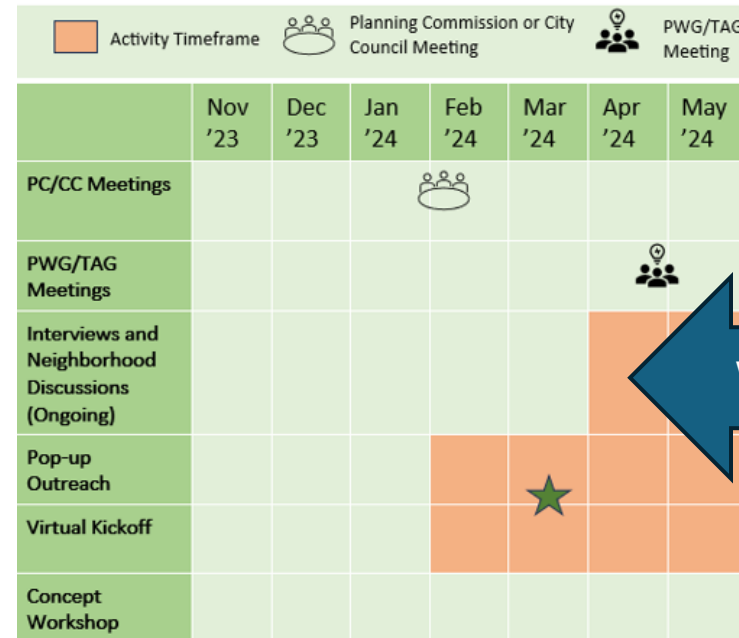 Activity Timeframe
Planning Commission or City
Council Meeting
PWG/TAG
Meeting
Nov '23
Dec '23
Jan '24
Feb '24
Mar '24
Apr '24
May '24
PC/CC Meetings
PWG/TAG
Meetings
Interviews and
Neighborhood
Discussions
(Ongoing)
Pop-up
Outreach
Virtual Kickoff
Concept
Workshop